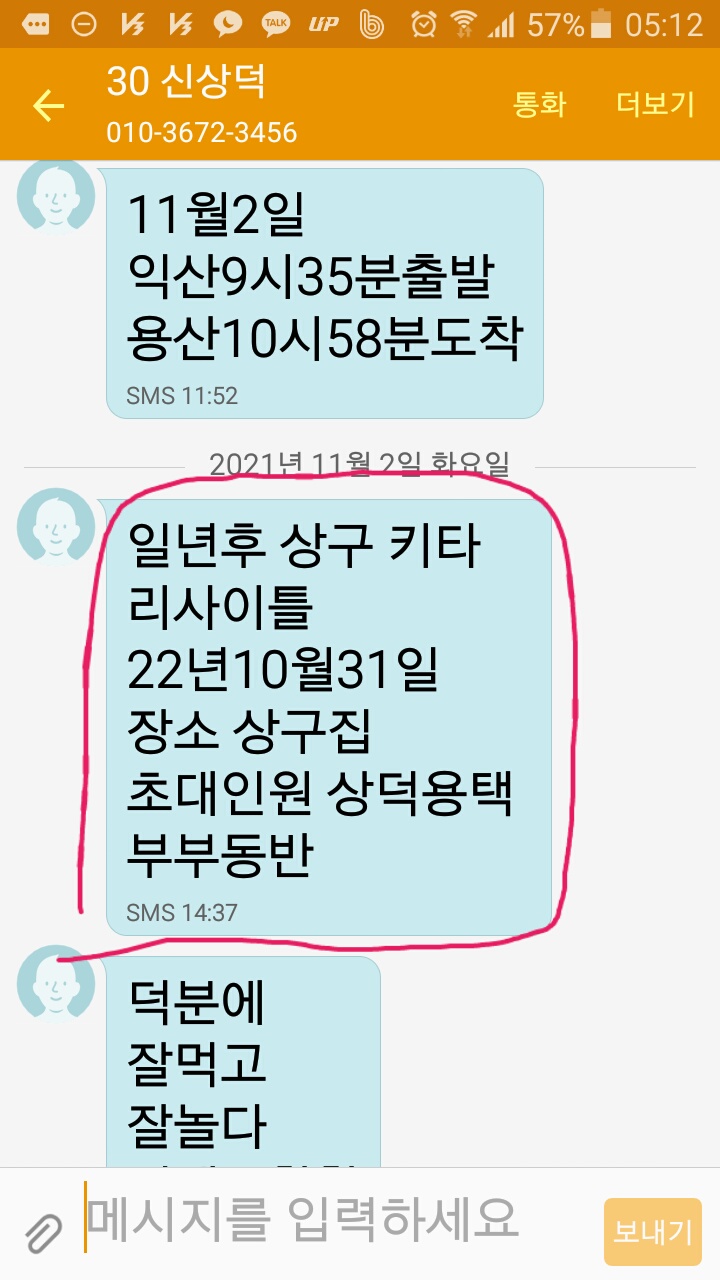 TALK UP 57% 05:12
30 신상덕
010-3672-3456
통화 더보기
11월2일
익산9시35분출발
용산10시58분도착
SMS 11:52
2021년 11월 2일 화요일
일년후 상구 키타
리사이틀
22년10월31일
장소 상구집
초대인원 상덕용택
부부동반
SMS 14:37
덕분에
잘먹고
잘놀다
메시지를 입력하세요
보내기